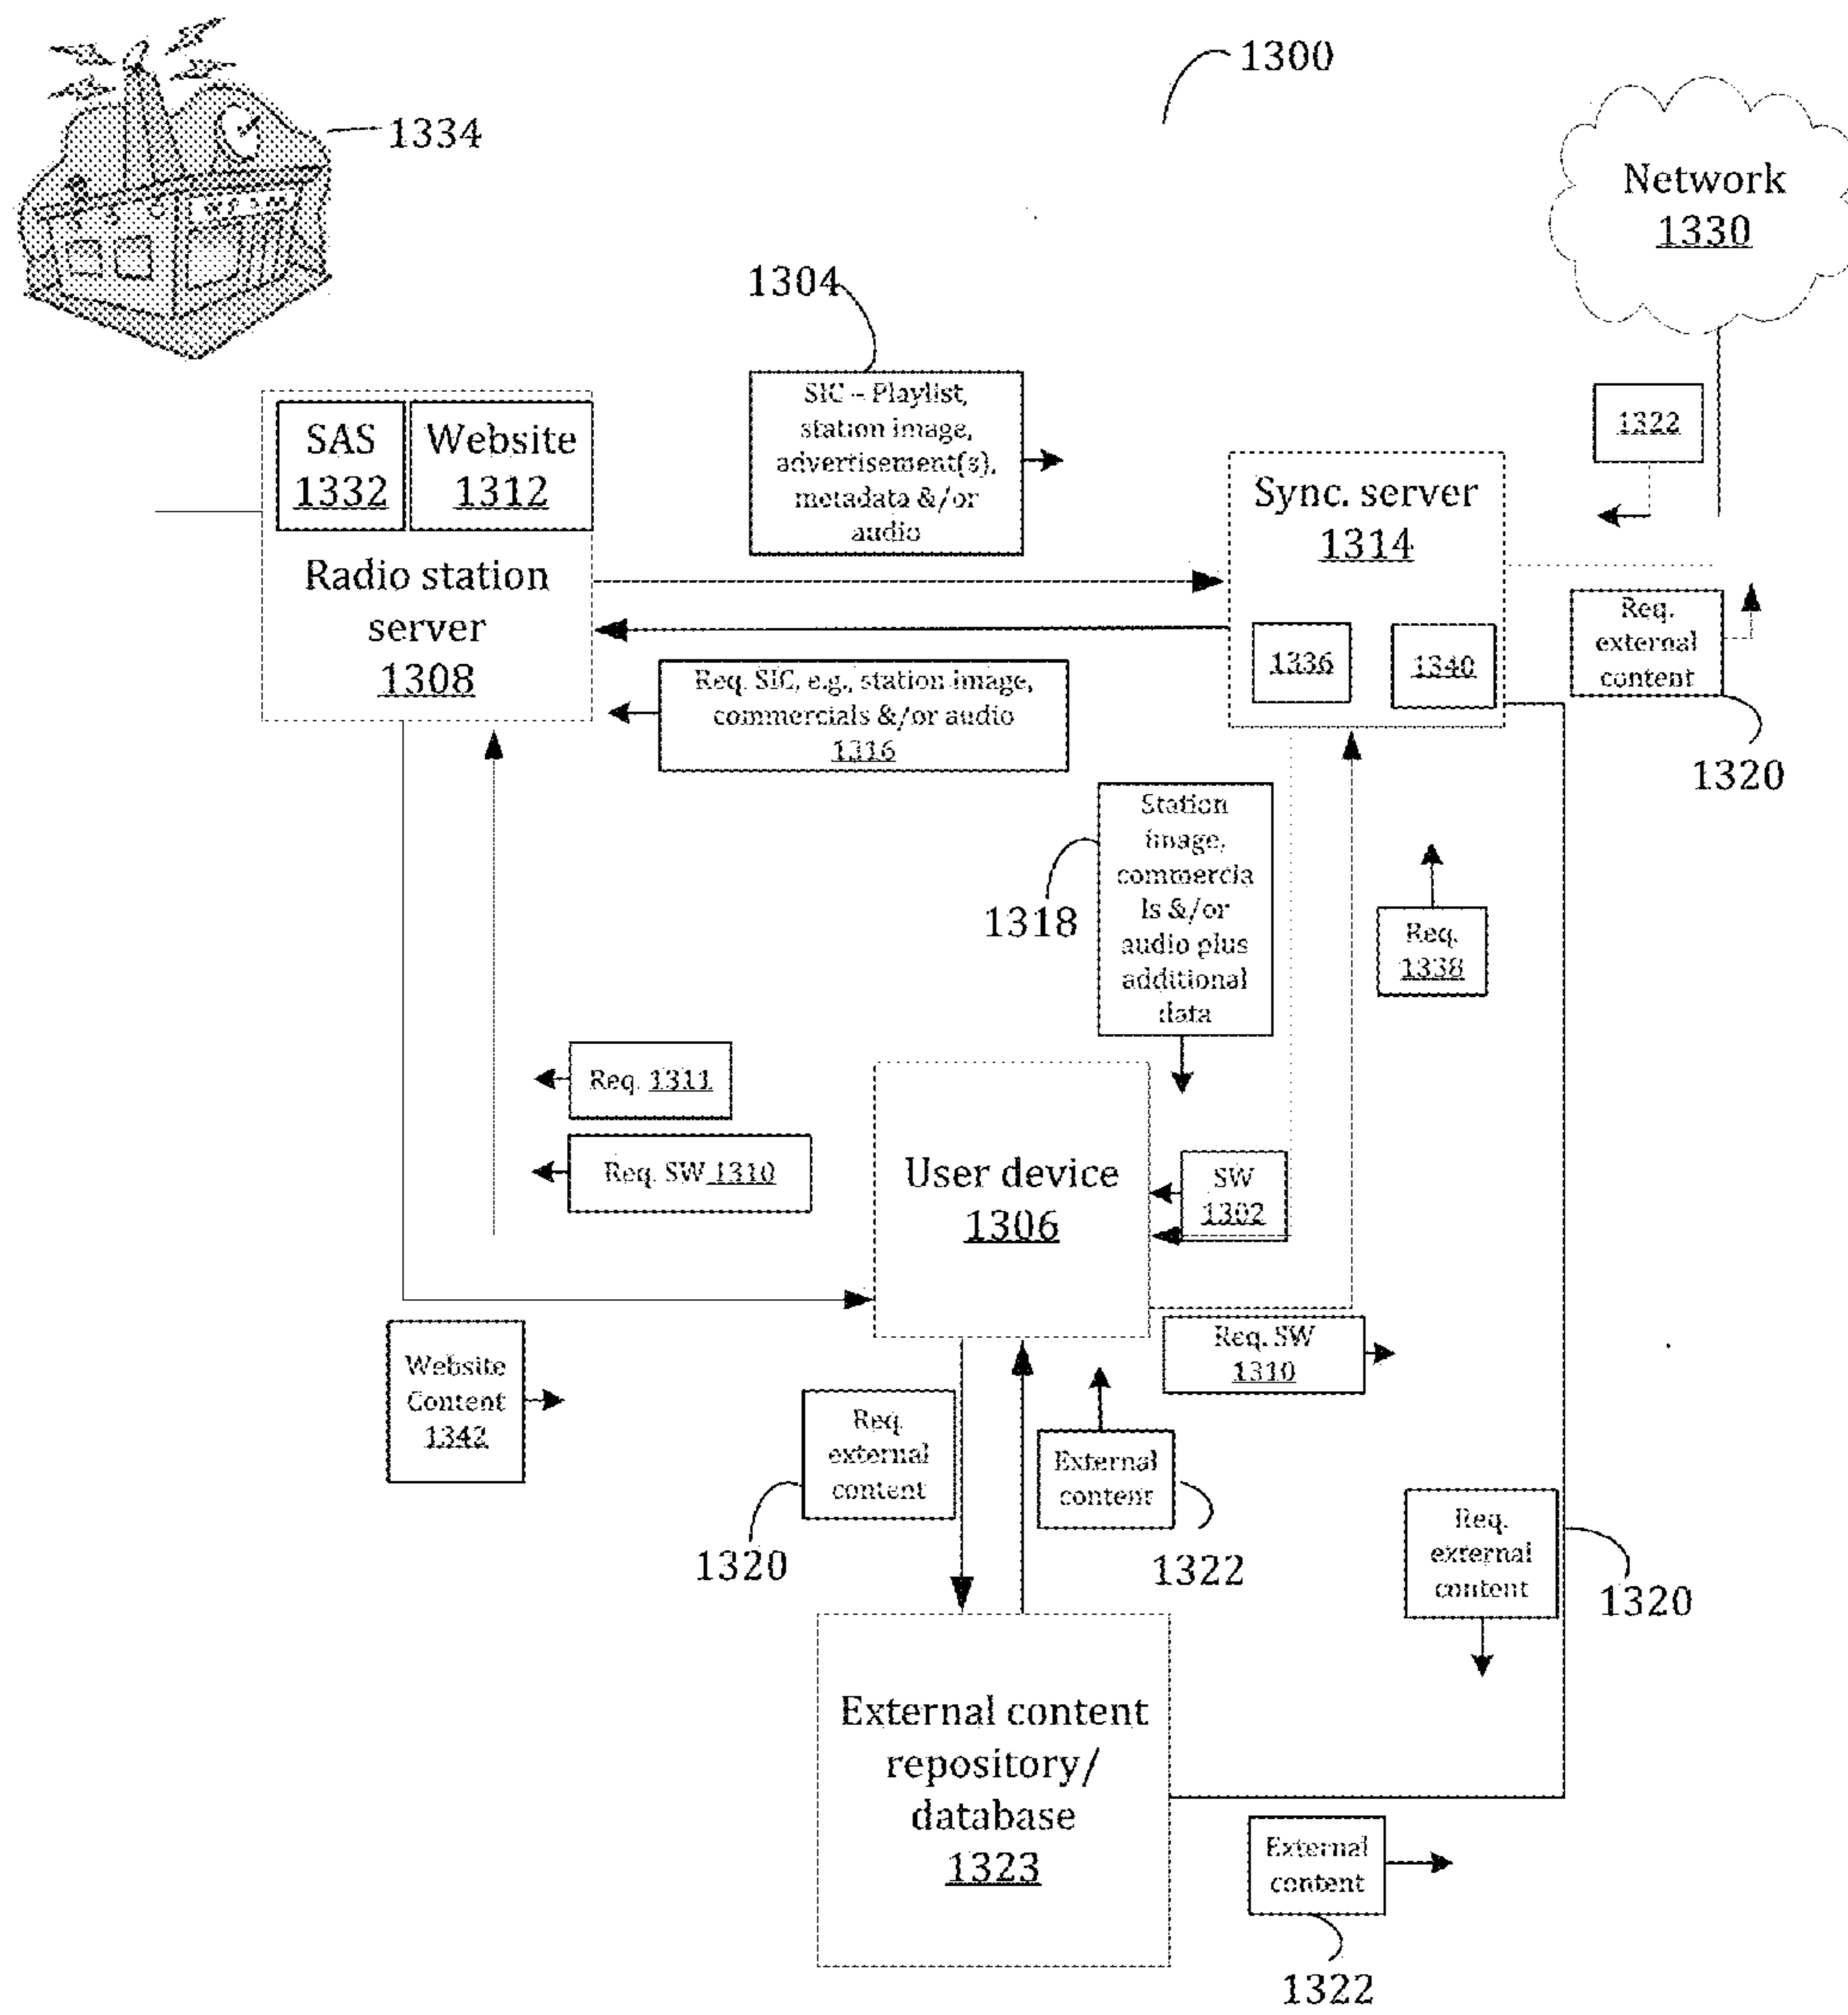 1300
1334
Network
1330
1304
SIC – Playlist,
station image,
advertisement(s),
metadata &/or
audio
1322
SAS
1332
Website
1312
Radio station
server
1308
Sync. server
1314
1336
1340
Req.
external
content
1320
Req. SIC, e.g., station image,
commercials &/or audio
1316
Station
image,
commercia
ls &/or
audio plus
additional
data
1318
Req.
1338
Req. 1311
Req. SW 1310
User device
1306
SW
1302
Req. SW
1310
Website
Content
1342
Req.
external
content
1320
External
content
1322
Req.
external
content
1320
External content
repository/
database
1323
External
content
1322